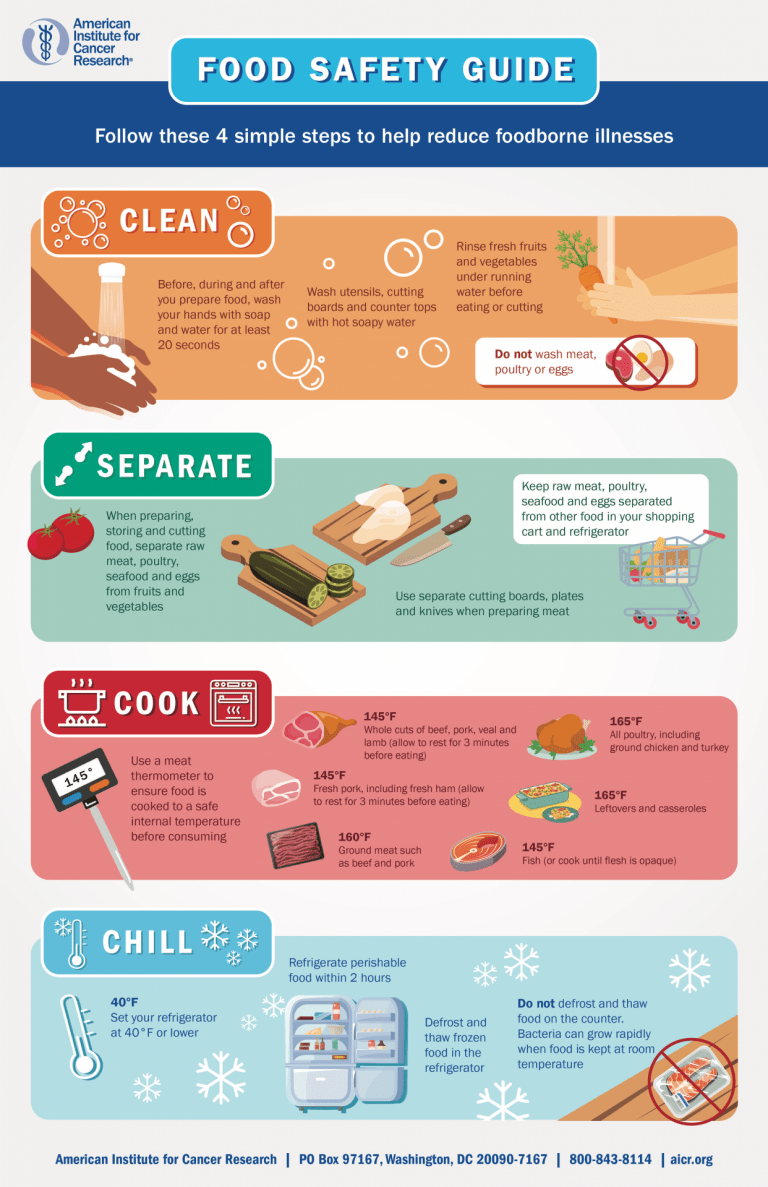 American
Institute for
Cancer
Research®
FOOD SAFETY GUIDE
Follow these 4 simple steps to help reduce foodborne illnesses
CLEAN
Before, during and after
you prepare food, wash
your hands with soap
and water for at least
20 seconds
Wash utensils, cutting
boards and counter tops
with hot soapy water
Rinse fresh fruits
and vegetables
under running
water before
eating or cutting
Do not wash meat,
poultry or eggs
SEPARATE
When preparing,
storing and cutting
food, separate raw
meat, poultry,
seafood and eggs
from fruits and
vegetables
Use separate cutting boards, plates
and knives when preparing meat
Keep raw meat, poultry,
seafood and eggs separated
from other food in your shopping
cart and refrigerator
COOK
145°
Use a meat
thermometer to
ensure food is
cooked to a safe
internal temperature
before consuming
145°F
Whole cuts of beef, pork, veal and
lamb (allow to rest for 3 minutes
before eating)
145°F
Fresh pork, including fresh ham (allow
to rest for 3 minutes before eating)
160°F
Ground meat such
as beef and pork
165°F
All poultry, including
ground chicken and turkey
165°F
Leftovers and casseroles
145°F
Fish (or cook until flesh is opaque)
CHILL
40°F
Set your refrigerator
at 40°F or lower
Refrigerate perishable
food within 2 hours
Defrost and
thaw frozen
food in the
refrigerator
Do not defrost and thaw
food on the counter.
Bacteria can grow rapidly
when food is kept at room
temperature
American Institute for Cancer Research | PO Box 97167, Washington, DC 20090-7167 | 800-843-8114 | aicr.org